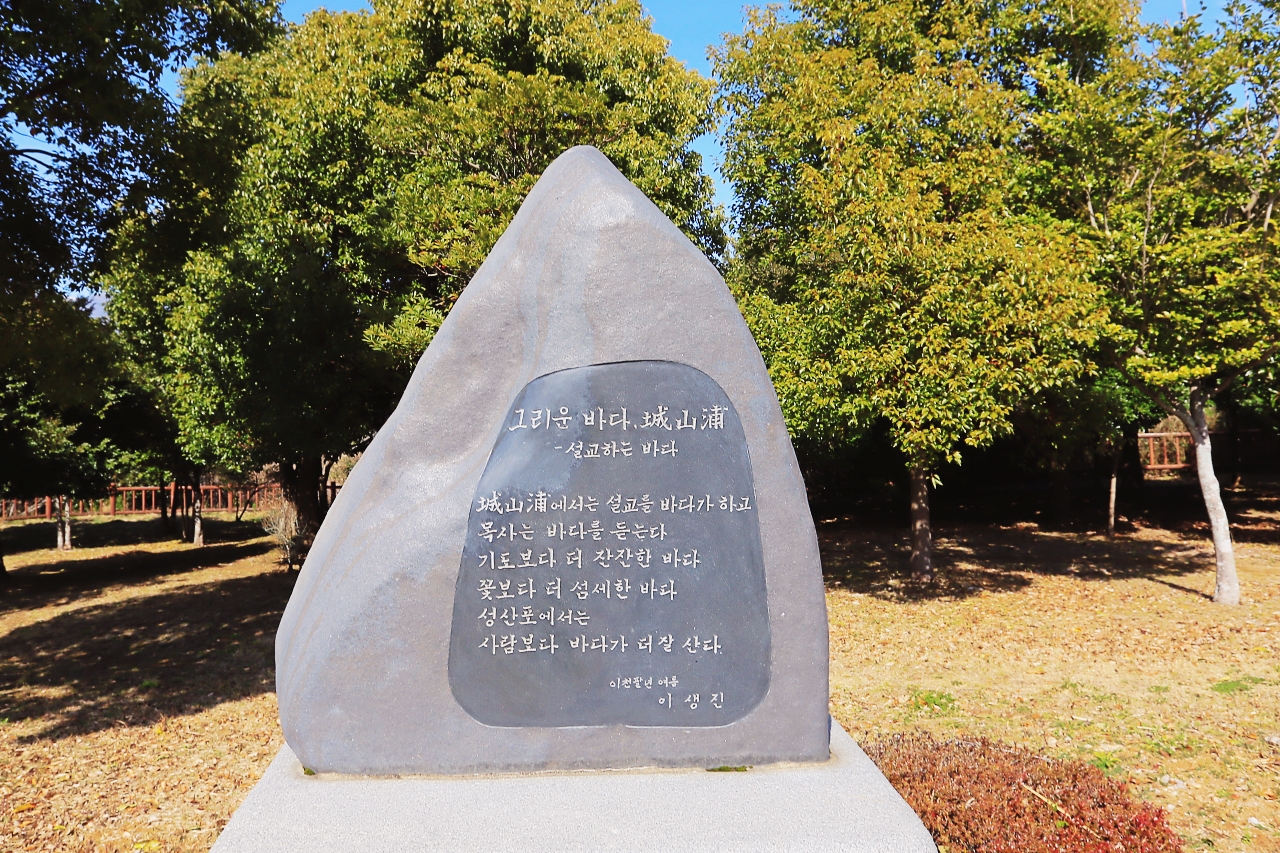 그리운 바다, 城山浦
-설교하는 바다
城山浦에서는 설교를 바다가 하고
목사는 바다를 듣는다
기도보다 더 잔잔한 바다
꽃보다 더 섬세한 바다
성산포에서는
사람보다 바다가 더 잘 산다.
이천팔년 여름
이생진